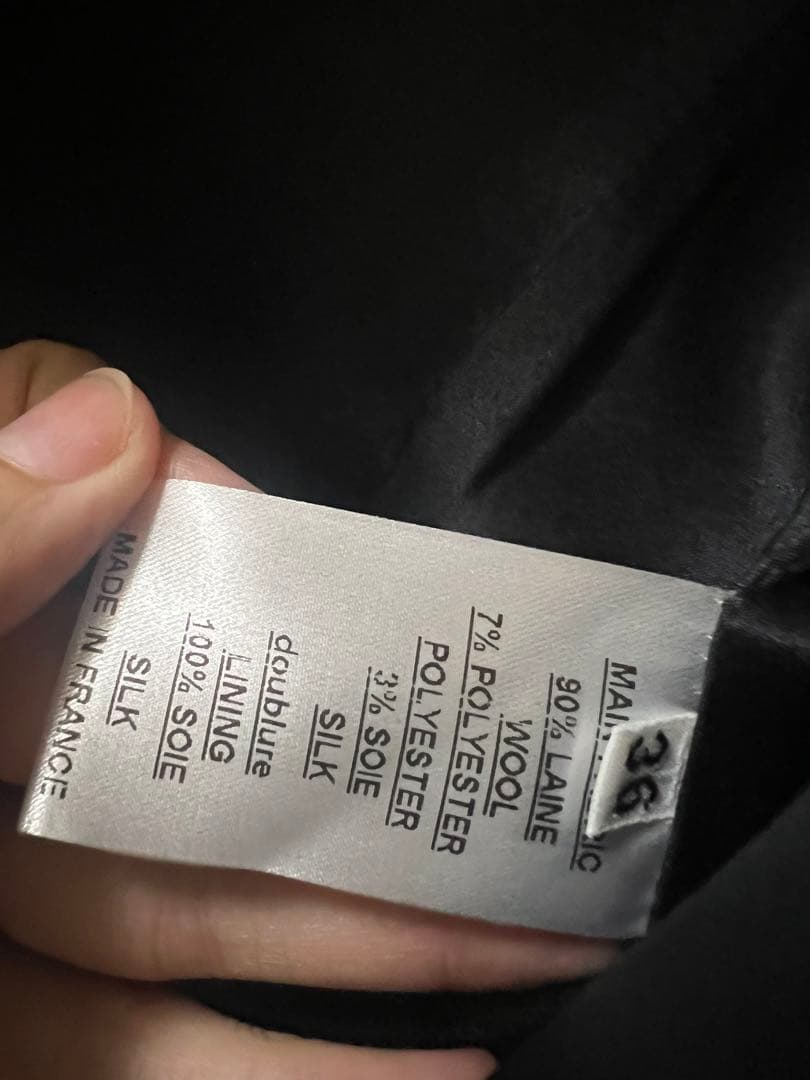 36
90% LAINE
WOOL
7% POLYESTER
POLYESTER
3% SOIE
SILK
doublure
LINING
100% SOIE
SILK
MADE IN FRANCE